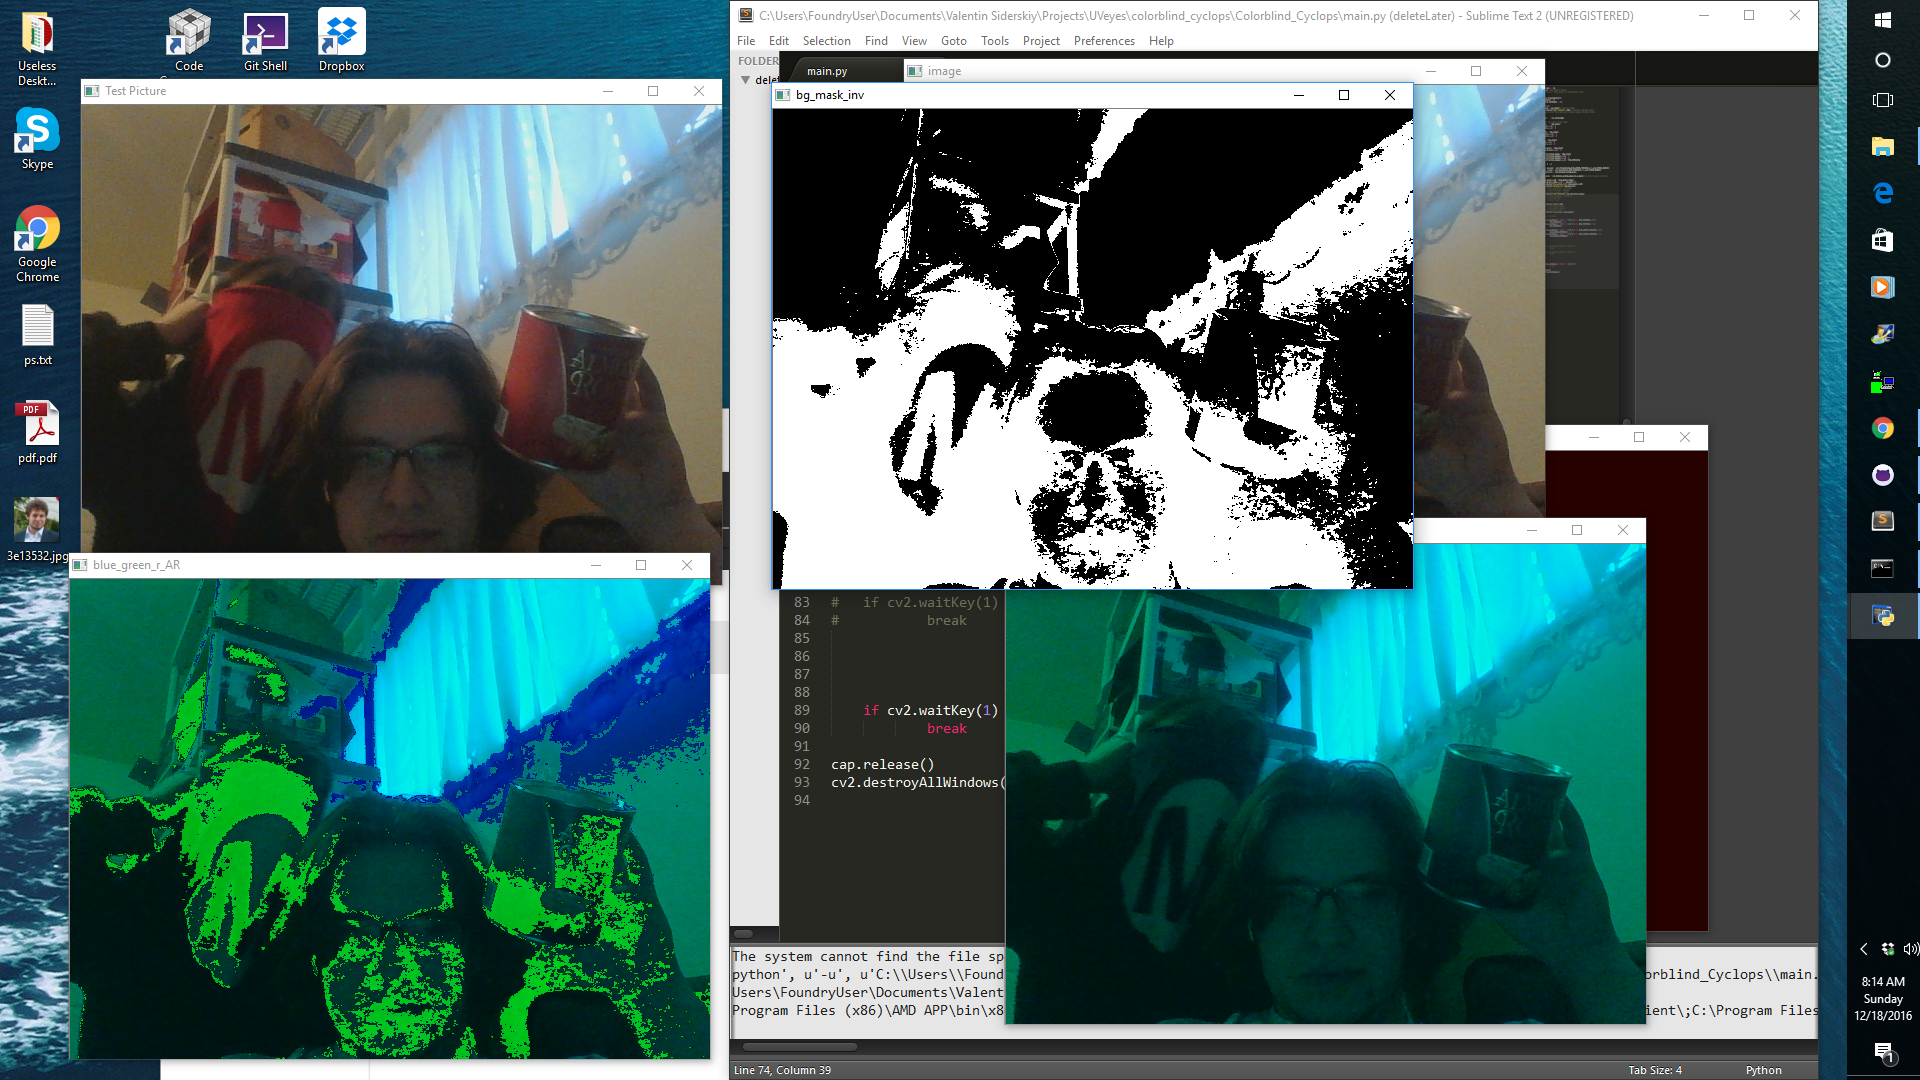 Useless
Deskt...
Code
Git Shell
Dropbox
Skype
Google
Chrome
ps.txt
PDF
pdf.pdf
3e13532.jpg
Test Picture
blue_green_r_AR
C:\Users\FoundryUser\Documents\Valentin Siderskiy\Projects\UVeyes\colorblind_cyclops\Colorblind_Cyclops\main.py (deleteLater) - Sublime Text 2 (UNREGISTERED)
File Edit Selection Find View Goto Tools Project Preferences Help
FOLDER
main.py
image
bg_mask_inv
83 # if cv2.waitKey(1)
84 # break
85
86
87
88
89 if cv2.waitKey(1)
90 break
91
92 cap.release()
93 cv2.destroyAllWindows(
94
The system cannot find the file sp
python', u'-u', u'C:\\Users\\Found orblind_Cyclops\\main.
Users\FoundryUser\Documents\Valent
Program Files (x86)\AMD APP\bin\x8 ient\;C:\Program Files
Line 74, Column 39
Tab Size: 4
Python
8:14 AM
Sunday
12/18/2016
1